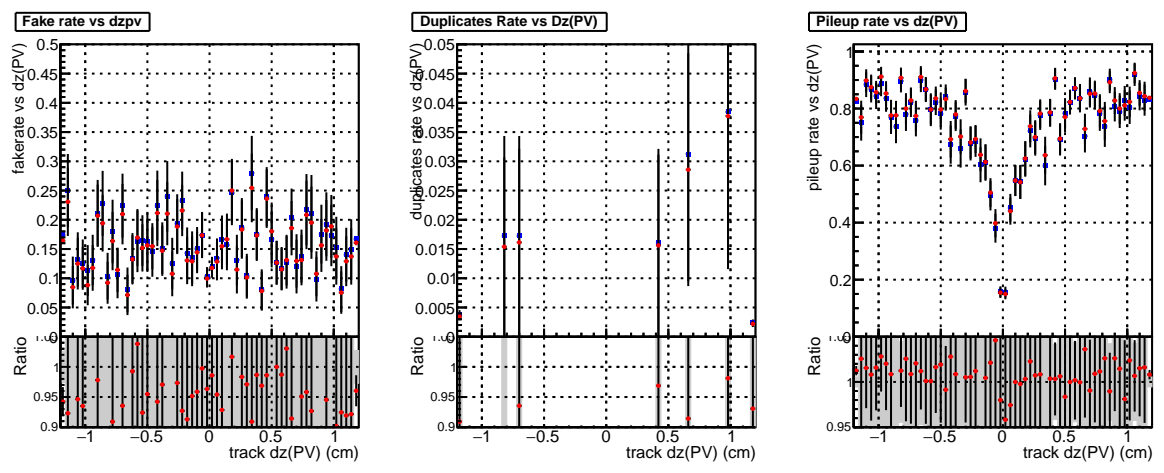 Fake rate vs dzpv
fakerate vs dz(PV)
0.5
0.45
0.4
0.35
0.3
0.25
0.2
0.15
0.1
0.05
0
Ratio
1
0.95
0.9
−1 −0.5 0 0.5 1
track dz(PV) (cm)
Duplicates Rate vs Dz(PV)
duplicates rate vs dz(PV)
0.05
0.045
0.04
0.035
0.03
0.025
0.02
0.015
0.01
0.005
0
Ratio
1
0.95
0.9
−1 −0.5 0 0.5 1
track dz(PV) (cm)
Pileup rate vs dz(PV)
pileup rate vs dz(PV)
1
0.8
0.6
0.4
0.2
0
Ratio
1
0.95
−1 −0.5 0 0.5 1
track dz(PV) (cm)